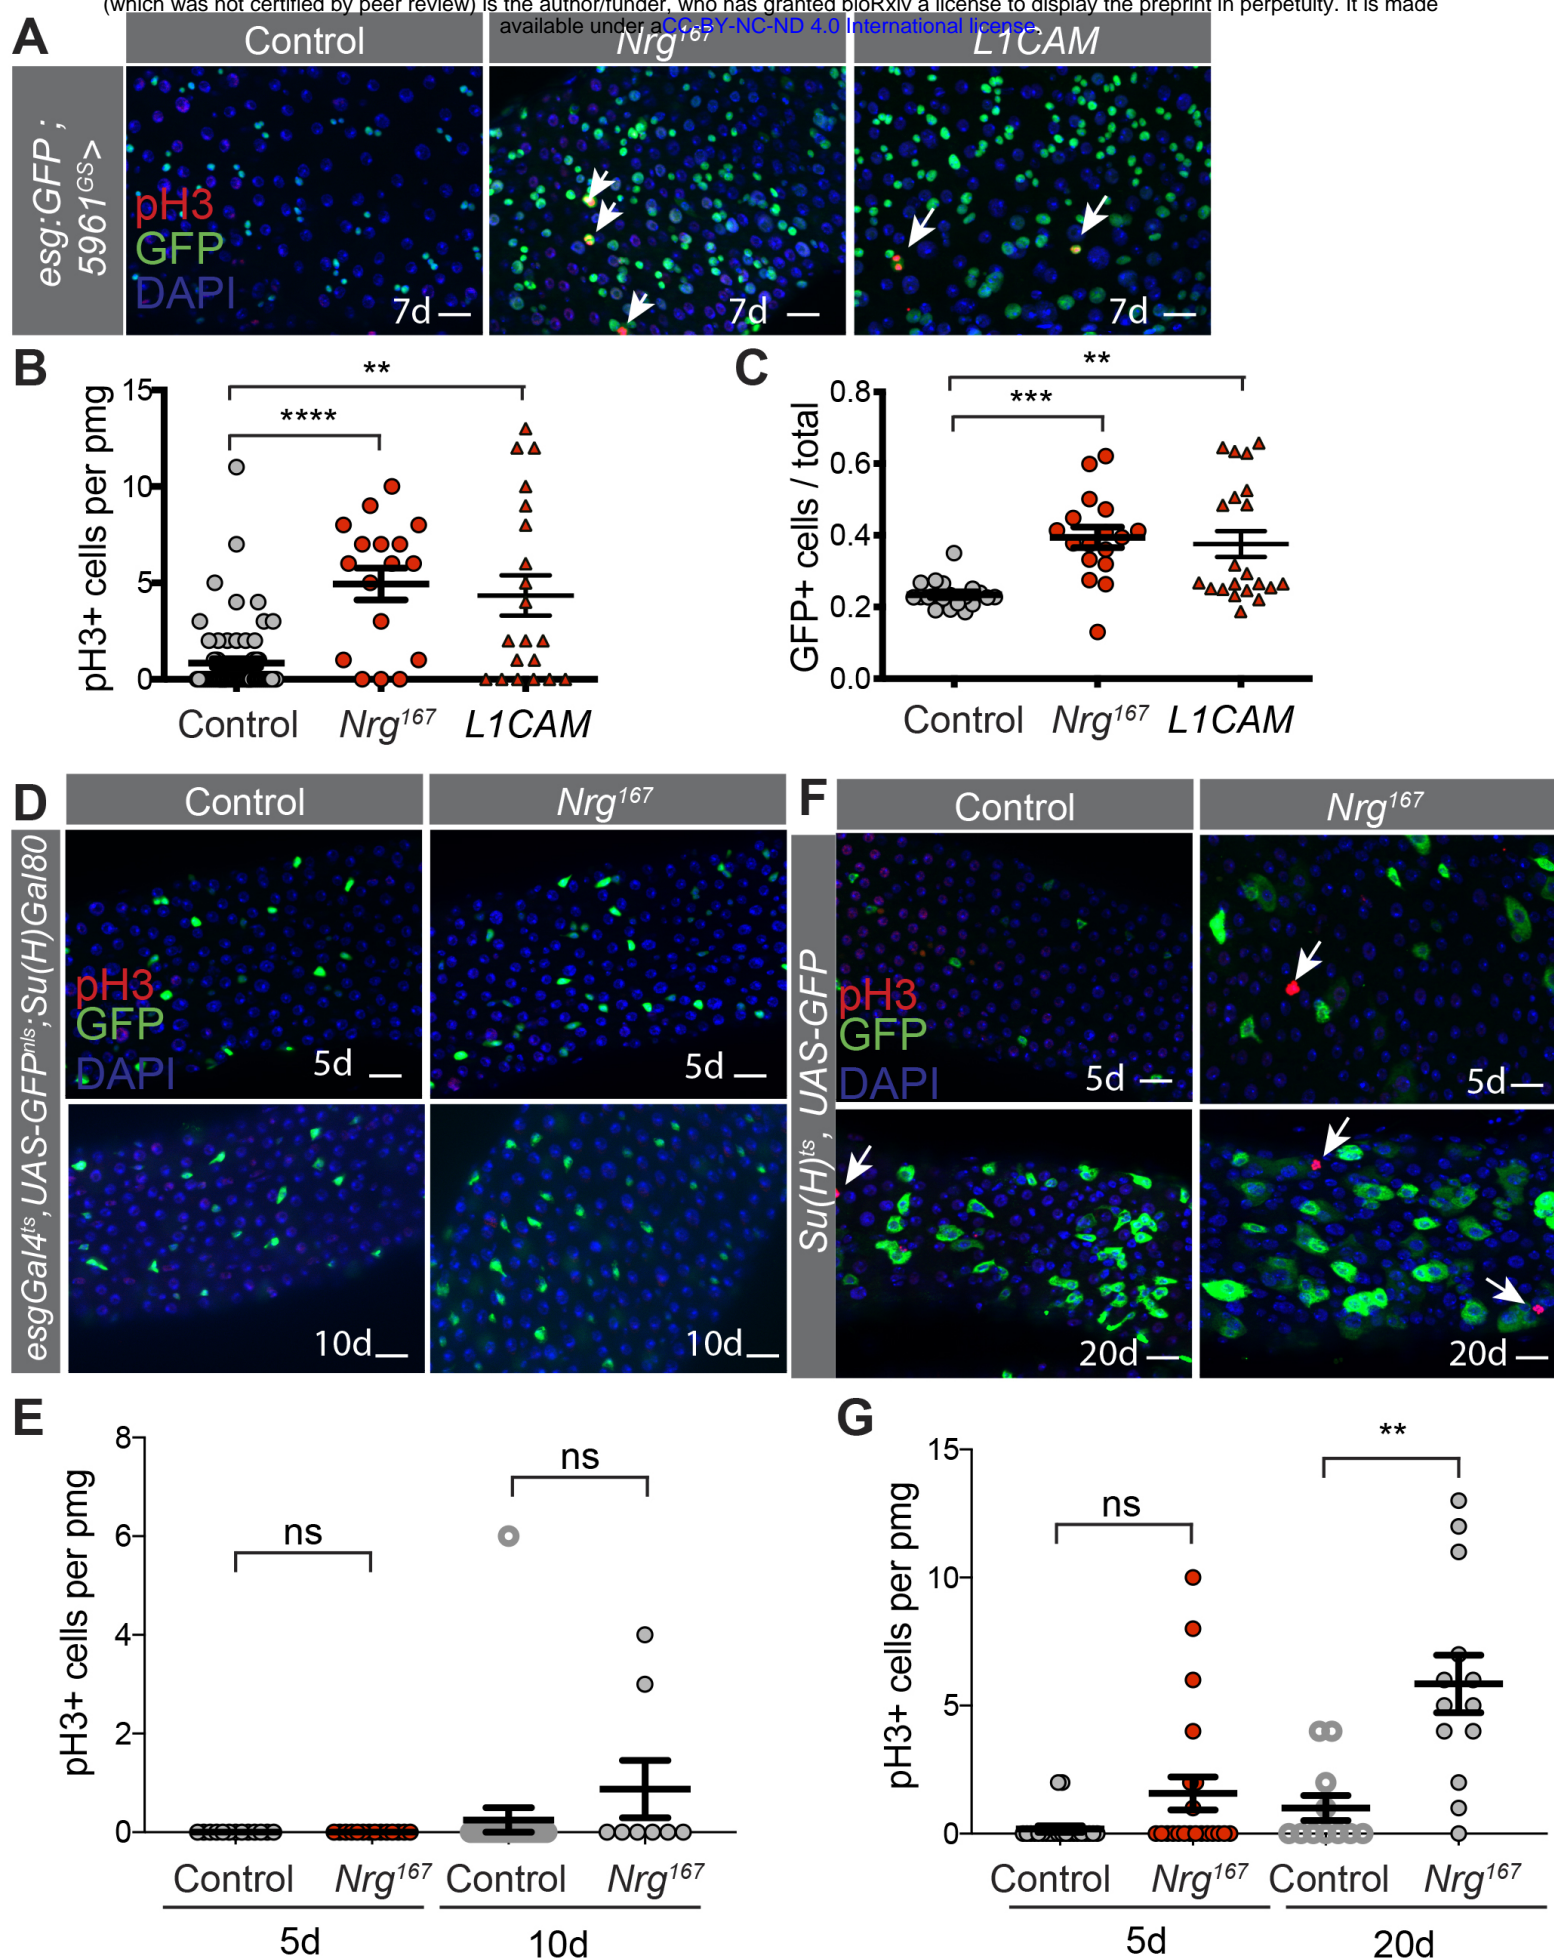 (which was not certified by peer review) is the author/funder, who has granted bioRxiv a license to display the preprint in perpetuity. It is made
available under aCC-BY-NC-ND 4.0 International license.
A
Control
Nrg167
L1CAM
esg:GFP ;
5961GS>
pH3
GFP
DAPI
7d
7d
7d
B
pH3+ cells per pmg
15
10
5
0
**
****
Control
Nrg167
L1CAM
C
GFP+ cells / total
0.8
0.6
0.4
0.2
0.0
**
***
Control
Nrg167
L1CAM
D
Control
Nrg167
esgGal4ts,UAS-GFPnls;Su(H)Gal80
pH3
GFP
DAPI
5d
5d
10d
10d
F
Control
Nrg167
Su(H)ts, UAS-GFP
pH3
GFP
DAPI
5d
5d
20d
20d
E
pH3+ cells per pmg
8
6
4
2
0
ns
ns
Control
Nrg167
Control
Nrg167
5d
10d
G
pH3+ cells per pmg
15
10
5
0
ns
**
Control
Nrg167
Control
Nrg167
5d
20d